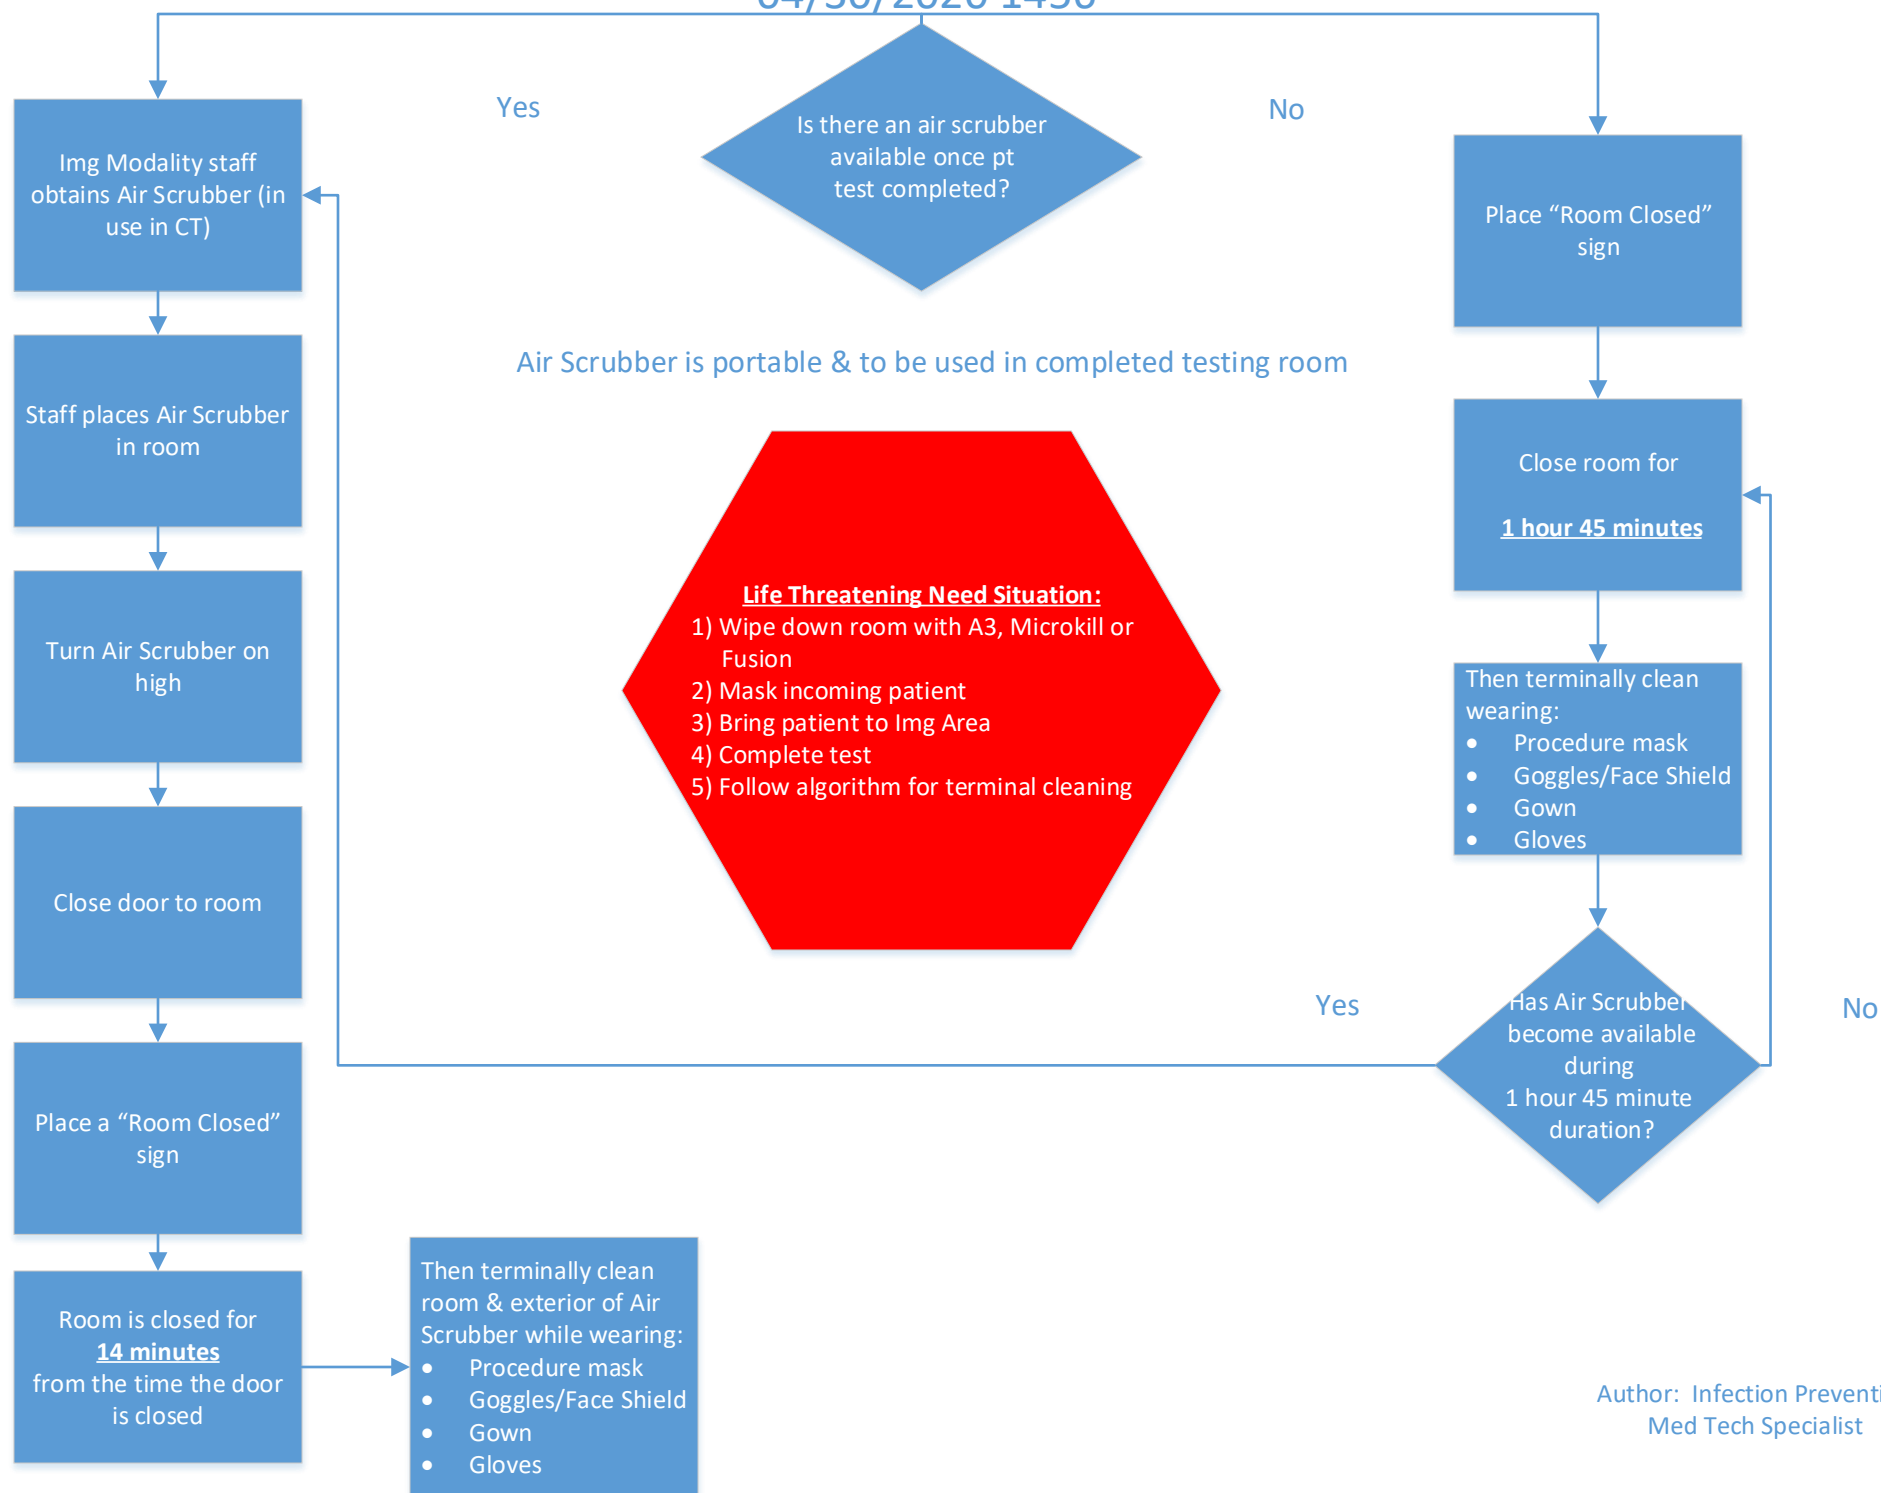 Yes
Is there an air scrubber
available once pt
test completed?
No
Img Modality staff
obtains Air Scrubber (in
use in CT)
Place “Room Closed”
sign
Air Scrubber is portable & to be used in completed testing room
Staff places Air Scrubber
in room
Close room for
1 hour 45 minutes
Turn Air Scrubber on
high
Life Threatening Need Situation:
1) Wipe down room with A3, Microkill or
Fusion
2) Mask incoming patient
3) Bring patient to Img Area
4) Complete test
5) Follow algorithm for terminal cleaning
Then terminally clean
wearing:
• Procedure mask
• Goggles/Face Shield
• Gown
• Gloves
Close door to room
Yes
Has Air Scrubber
become available
during
1 hour 45 minute
duration?
No
Place a “Room Closed”
sign
Room is closed for
14 minutes
from the time the door
is closed
Then terminally clean
room & exterior of Air
Scrubber while wearing:
• Procedure mask
• Goggles/Face Shield
• Gown
• Gloves
Author: Infection Preventi
Med Tech Specialist